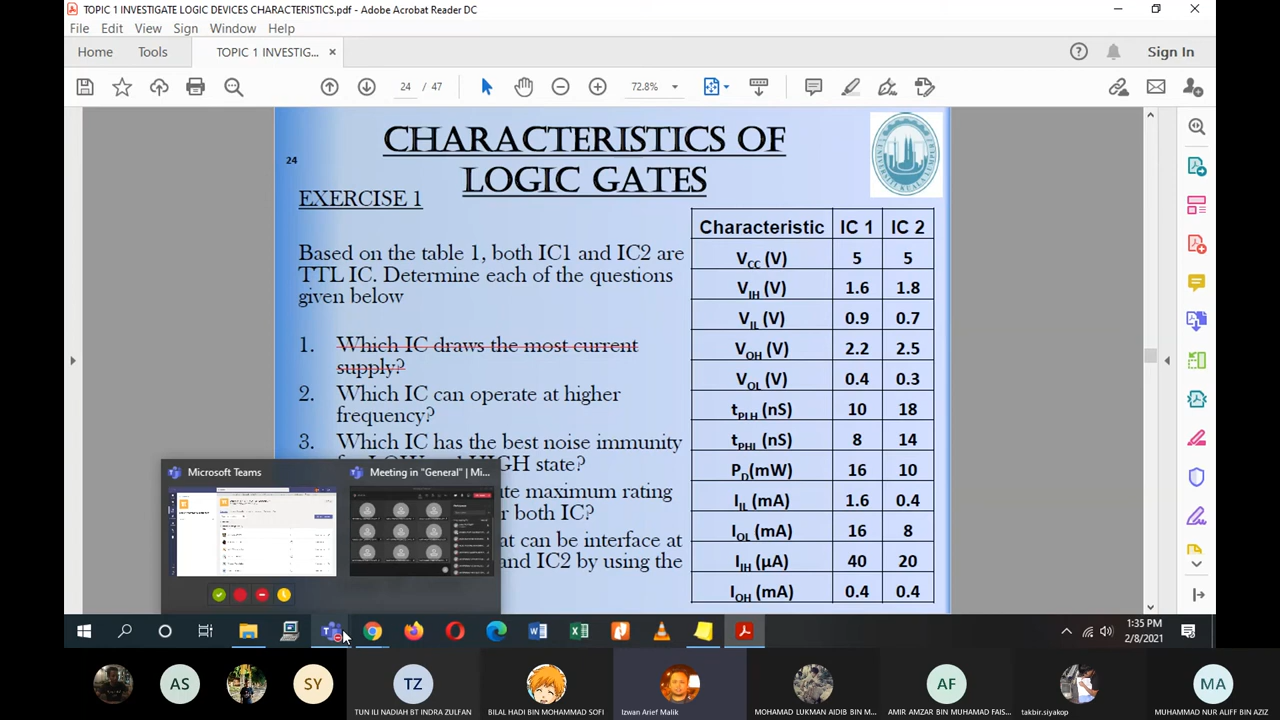 TOPIC 1 INVESTIGATE LOGIC DEVICES CHARACTERISTICS.pdf - Adobe Acrobat Reader DC
File Edit View Sign Window Help
Home Tools TOPIC 1 INVESTIG... × Sign In
24 / 47 72.8%
CHARACTERISTICS OF
LOGIC GATES
24
EXERCISE 1
Based on the table 1, both IC1 and IC2 are
TTL IC. Determine each of the questions
given below
1. Which IC draws the most current
supply?
2. Which IC can operate at higher
frequency?
3. Which IC has the best noise immunity
state?
te maximum rating
r both IC?
at can be interface at
and IC2 by using the
Characteristic IC 1 IC 2
VCC (V) 5 5
VIH (V) 1.6 1.8
VIL (V) 0.9 0.7
VOH (V) 2.2 2.5
VOL (V) 0.4 0.3
tPLH (nS) 10 18
tPHL (nS) 8 14
PD(mW) 16 10
IIL (mA) 1.6 0.4
IOL (mA) 16 8
IIH (µA) 40 20
IOH (mA) 0.4 0.4
Microsoft Teams
Meeting in "General" | Mi...
1:35 PM
2/8/2021
AS SY TZ AF MA
TUN ILI NADIAH BT INDRA ZULFAN
BILAL HADI BIN MOHAMMAD SOFI
Izwan Arief Malik
MOHAMAD LUKMAN AIDIB BIN M...
AMIR AMZAR BIN MUHAMAD FAIS...
takbir.siyakop
MUHAMMAD NUR ALIFF BIN AZIZ